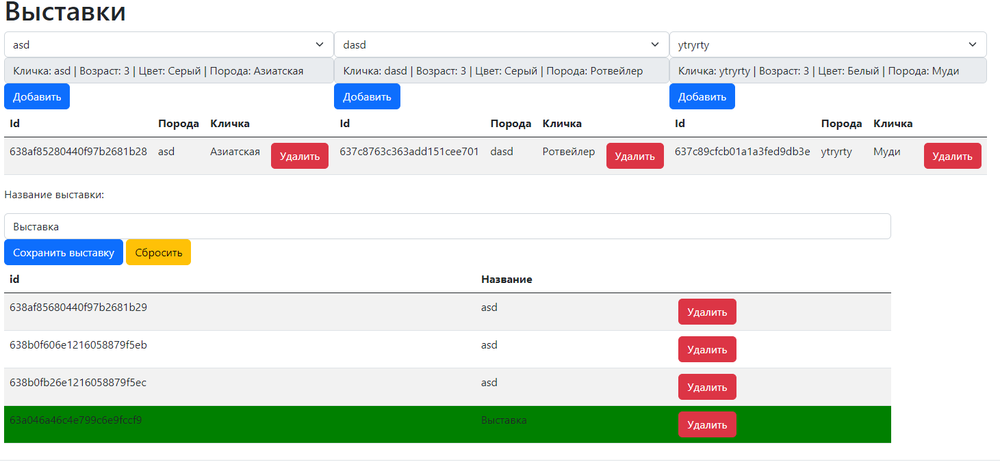 Выставки
asd dasd ytryrty
Кличка: asd | Возраст: 3 | Цвет: Серый | Порода: Азиатская Кличка: dasd | Возраст: 3 | Цвет: Серый | Порода: Ротвейлер Кличка: ytryrty | Возраст: 3 | Цвет: Белый | Порода: Муди
Добавить Добавить Добавить
Id Порода Кличка Id Порода Кличка Id Порода Кличка
638af85280440f97b2681b28 asd Азиатская Удалить 637c8763c363add151cee701 dasd Ротвейлер Удалить 637c89cfcb01a1a3fed9db3e ytryrty Муди Удалить
Название выставки:
Выставка
Сохранить выставку Сбросить
id Название
638af85680440f97b2681b29 asd Удалить
638b0f606e1216058879f5eb asd Удалить
638b0fb26e1216058879f5ec asd Удалить
63a046a46c4e799c6e9fccf9 Выставка Удалить